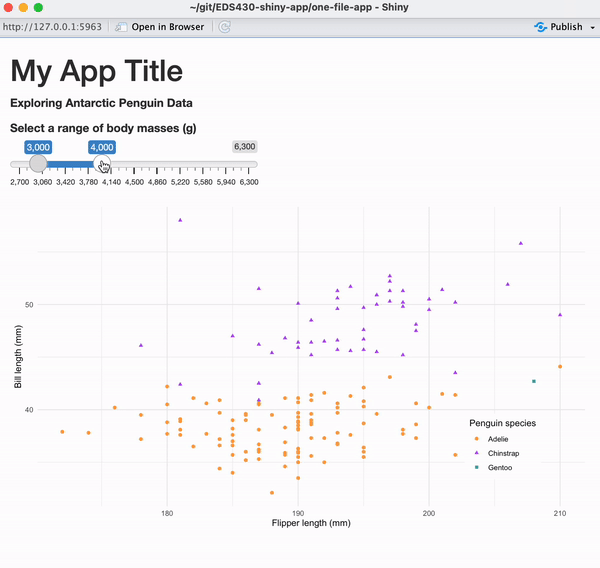 ~/git/EDS430-shiny-app/one-file-app - Shiny
http://127.0.0.1:5963 Open in Browser Publish
My App Title
Exploring Antarctic Penguin Data
Select a range of body masses (g)
3,000 4,000 6,300
2,700 3,060 3,420 3,780 4,140 4,500 4,860 5,220 5,580 5,940 6,300
50
Bill length (mm)
40
Penguin species
Adelie
Chinstrap
Gentoo
180 190 200 210
Flipper length (mm)